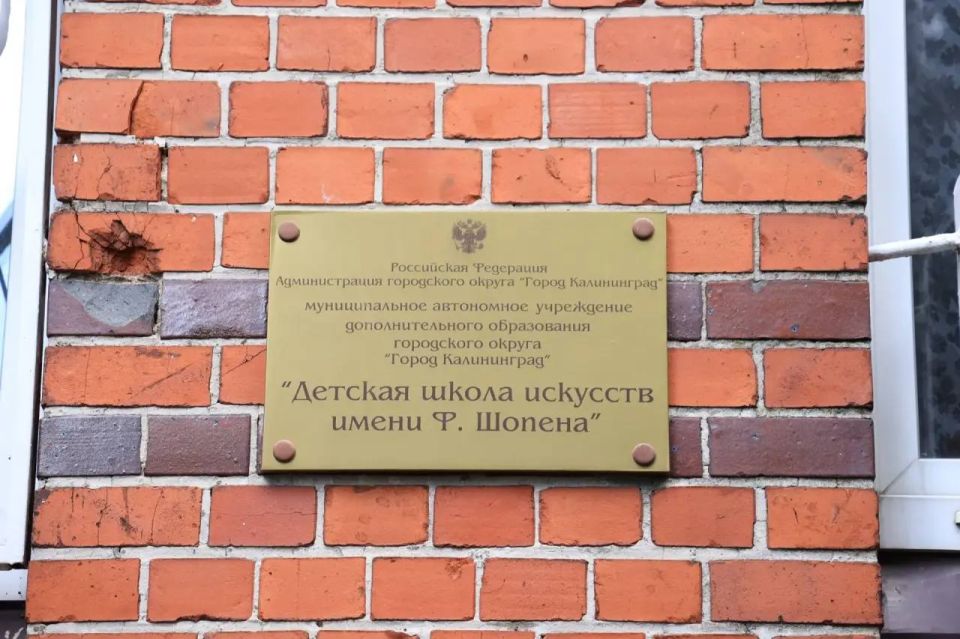 Российская Федерация
Администрация городского округа "Город Калининград"
муниципальное автономное учреждение
дополнительного образования
городского округа
"Город Калининград"
"Детская школа искусств
имени Ф. Шопена"